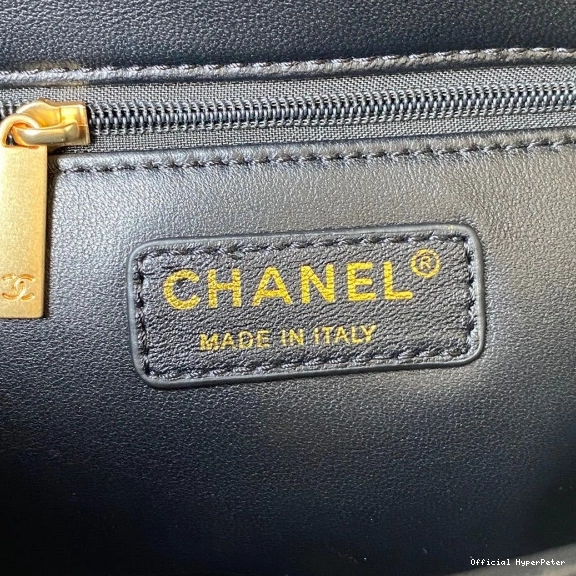 CHANEL®
MADE IN ITALY
Official HyperPeter